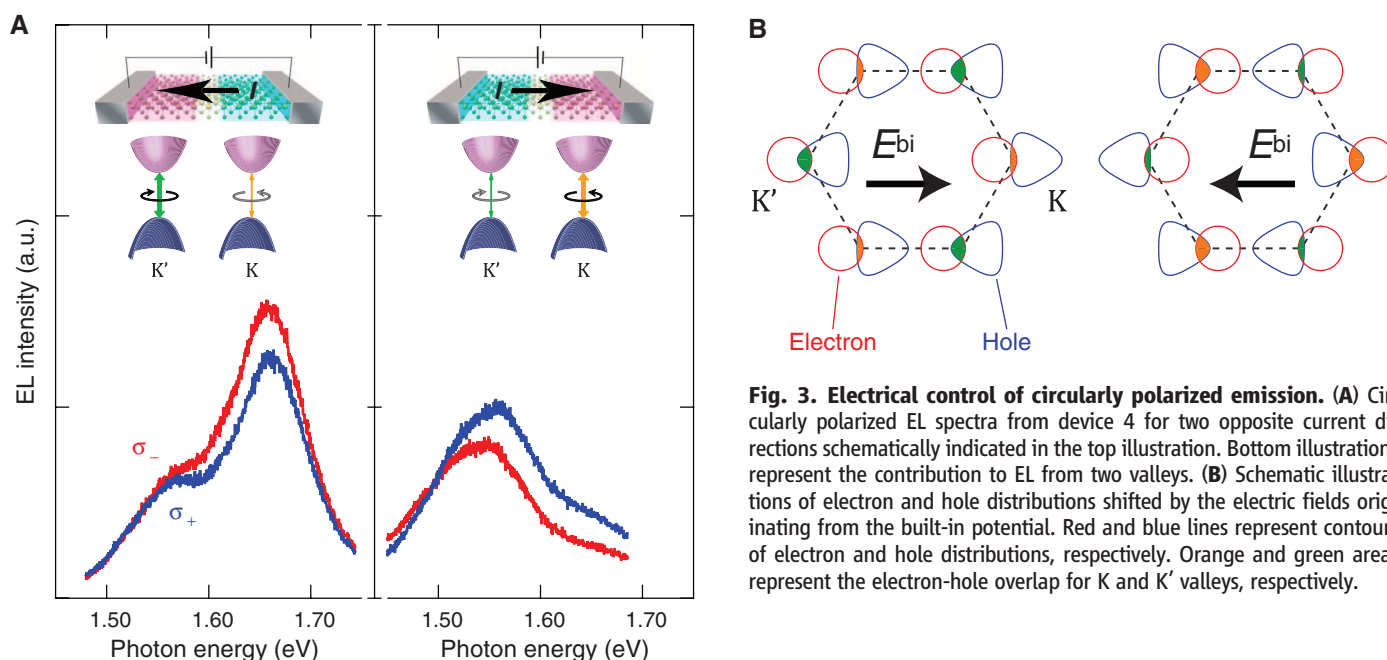 A
I
I
K'
K
K'
K
EL intensity (a.u.)
σ−
σ+
1.50
1.60
1.70
1.50
1.60
1.70
Photon energy (eV)
Photon energy (eV)
B
Ebi
Ebi
K'
K
Electron
Hole
Fig. 3. Electrical control of circularly polarized emission. (A) Cir
cularly polarized EL spectra from device 4 for two opposite current d
rections schematically indicated in the top illustration. Bottom illustration
represent the contribution to EL from two valleys. (B) Schematic illustra
tions of electron and hole distributions shifted by the electric fields orig
inating from the built-in potential. Red and blue lines represent contour
of electron and hole distributions, respectively. Orange and green area
represent the electron-hole overlap for K and K′ valleys, respectively.